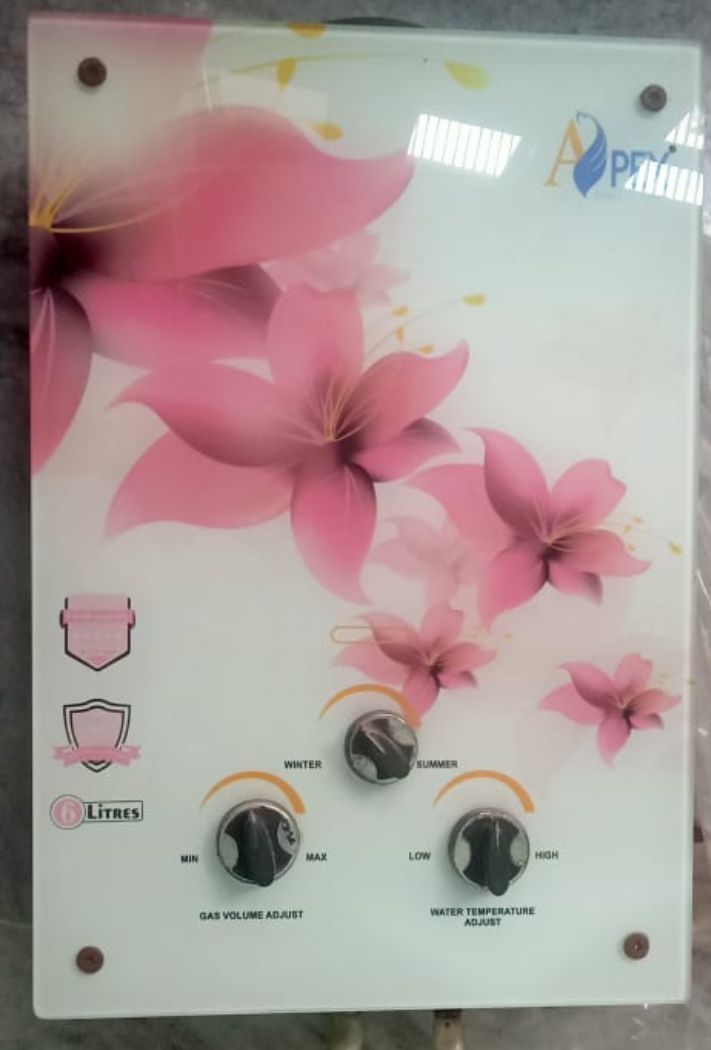 APEX
WINTER
SUMMER
6 LITRES
MIN
MAX
LOW
HIGH
GAS VOLUME ADJUST
WATER TEMPERATURE
ADJUST